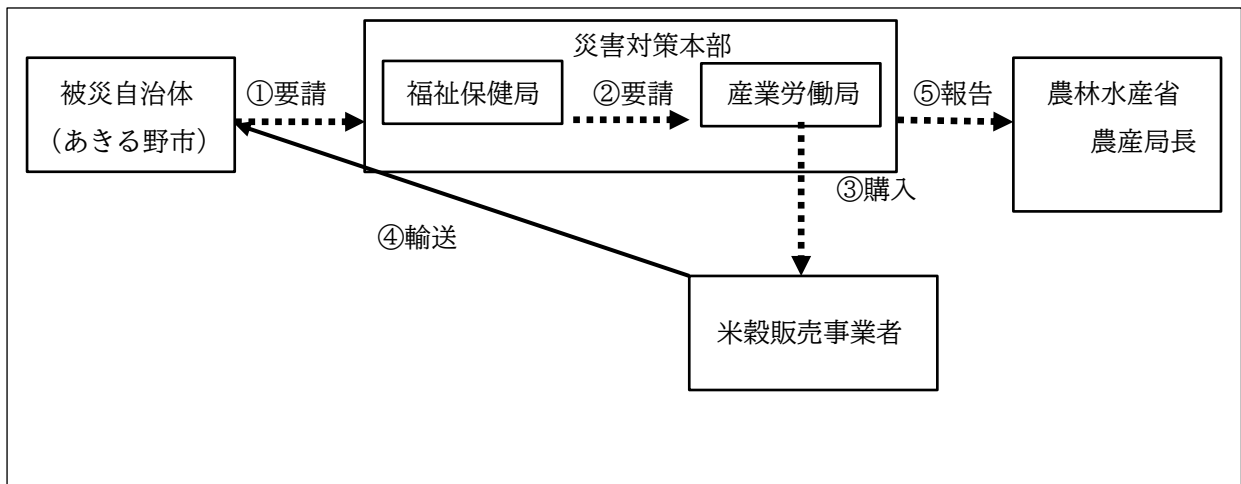 災害対策本部
被災自治体
（あきる野市）
①要請
福祉保健局
②要請
産業労働局
⑤報告
農林水産省
農産局長
③購入
④輸送
米穀販売事業者